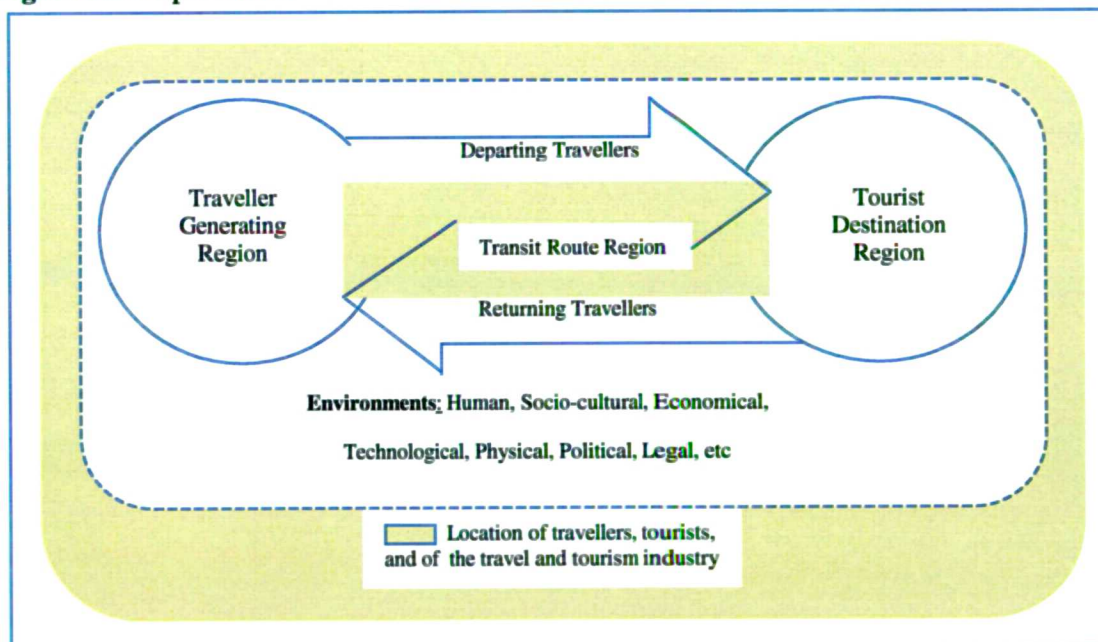 Departing Travellers
Traveller
Generating
Region
Transit Route Region
Tourist
Destination
Region
Returning Travellers
Environments: Human, Socio-cultural, Economical,
Technological, Physical, Political, Legal, etc
Location of travellers, tourists,
and of the travel and tourism industry